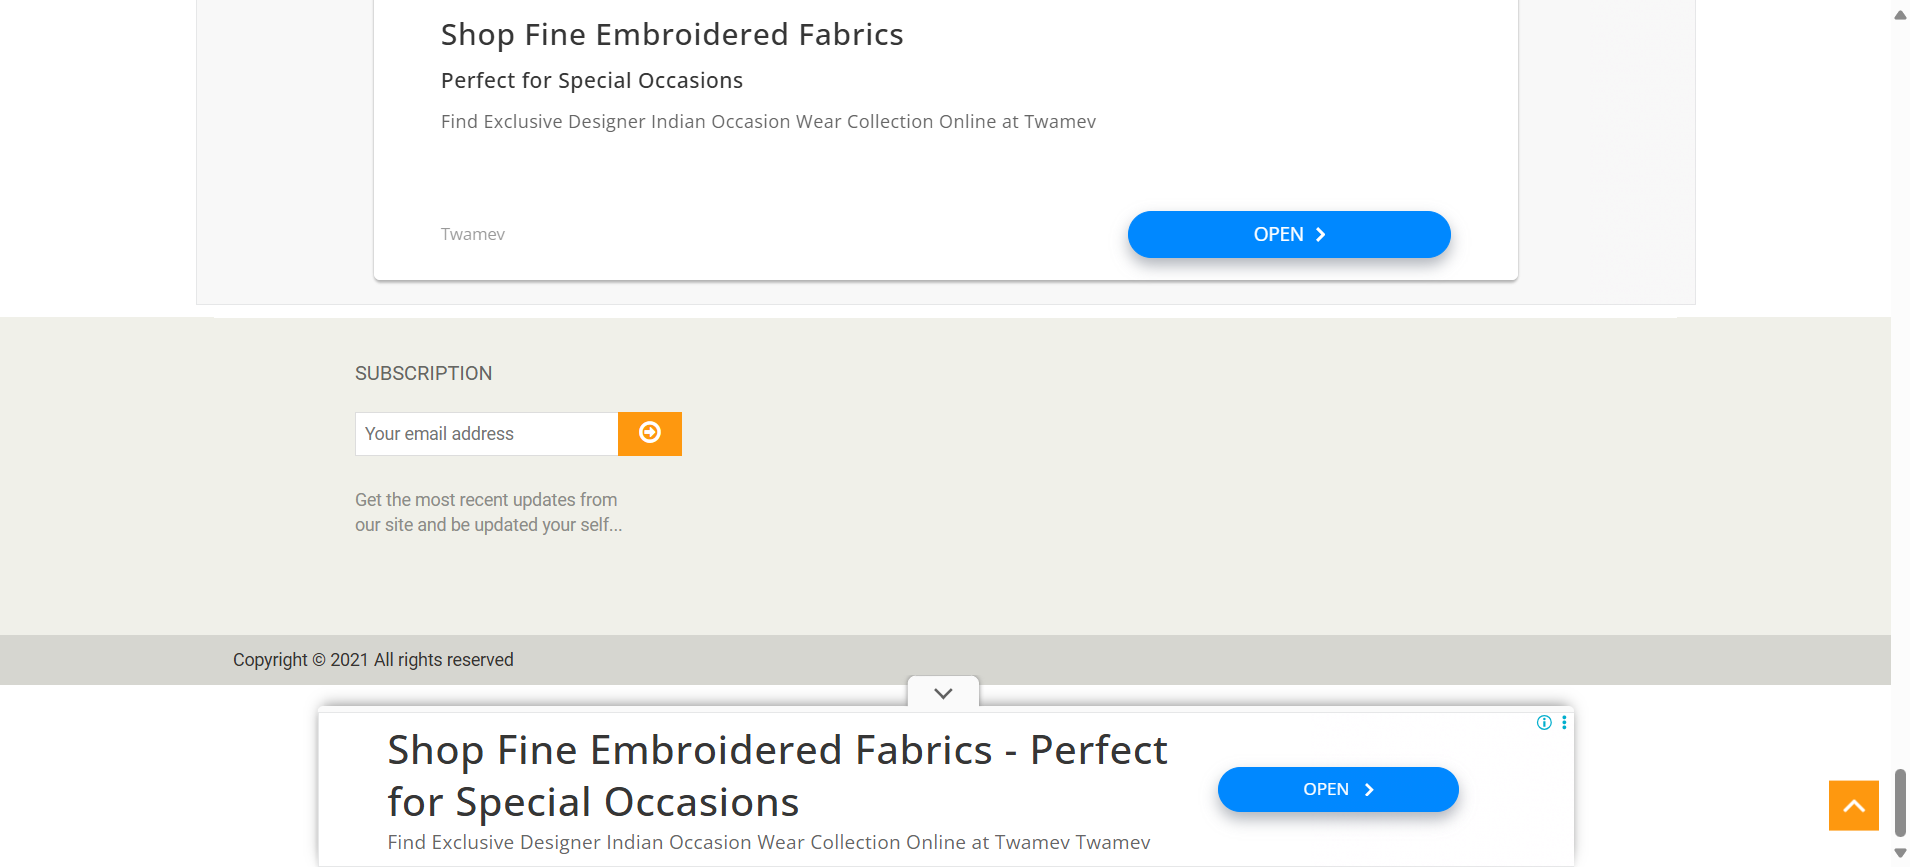 Shop Fine Embroidered Fabrics
Perfect for Special Occasions
Find Exclusive Designer Indian Occasion Wear Collection Online at Twamev
Twamev
OPEN
SUBSCRIPTION
Your email address
Get the most recent updates from
our site and be updated your self...
Copyright © 2021 All rights reserved
Shop Fine Embroidered Fabrics - Perfect
for Special Occasions
OPEN
Find Exclusive Designer Indian Occasion Wear Collection Online at Twamev Twamev